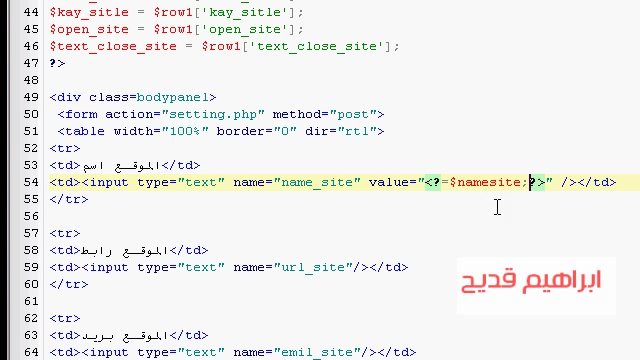 44 $kay_sitle = $row1['kay_sitle'];
45 $open_site = $row1['open_site'];
46 $text_close_site = $row1['text_close_site'];
47 ?>
48
49 <div class=bodypanel>
50 <form action="setting.php" method="post">
51 <table width="100%" border="0" dir="rtl">
52 <tr>
53 <td>الموقع اسم</td>
54 <td><input type="text" name="name_site" value="<?=$namesite;?>" /></td>
55 </tr>
56
57 <tr>
58 <td>الموقع رابط</td>
59 <td><input type="text" name="url_site"/></td>
60 </tr>
61
62 <tr>
63 <td>الموقع بريد</td>
64 <td><input type="text" name="emil_site"/></td>
ابراهيم قديح